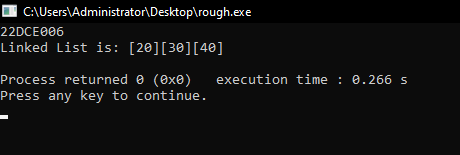 C:\Users\Administrator\Desktop\rough.exe
22DCE006
Linked List is: [20][30][40]
Process returned 0 (0x0)   execution time : 0.266 s
Press any key to continue.